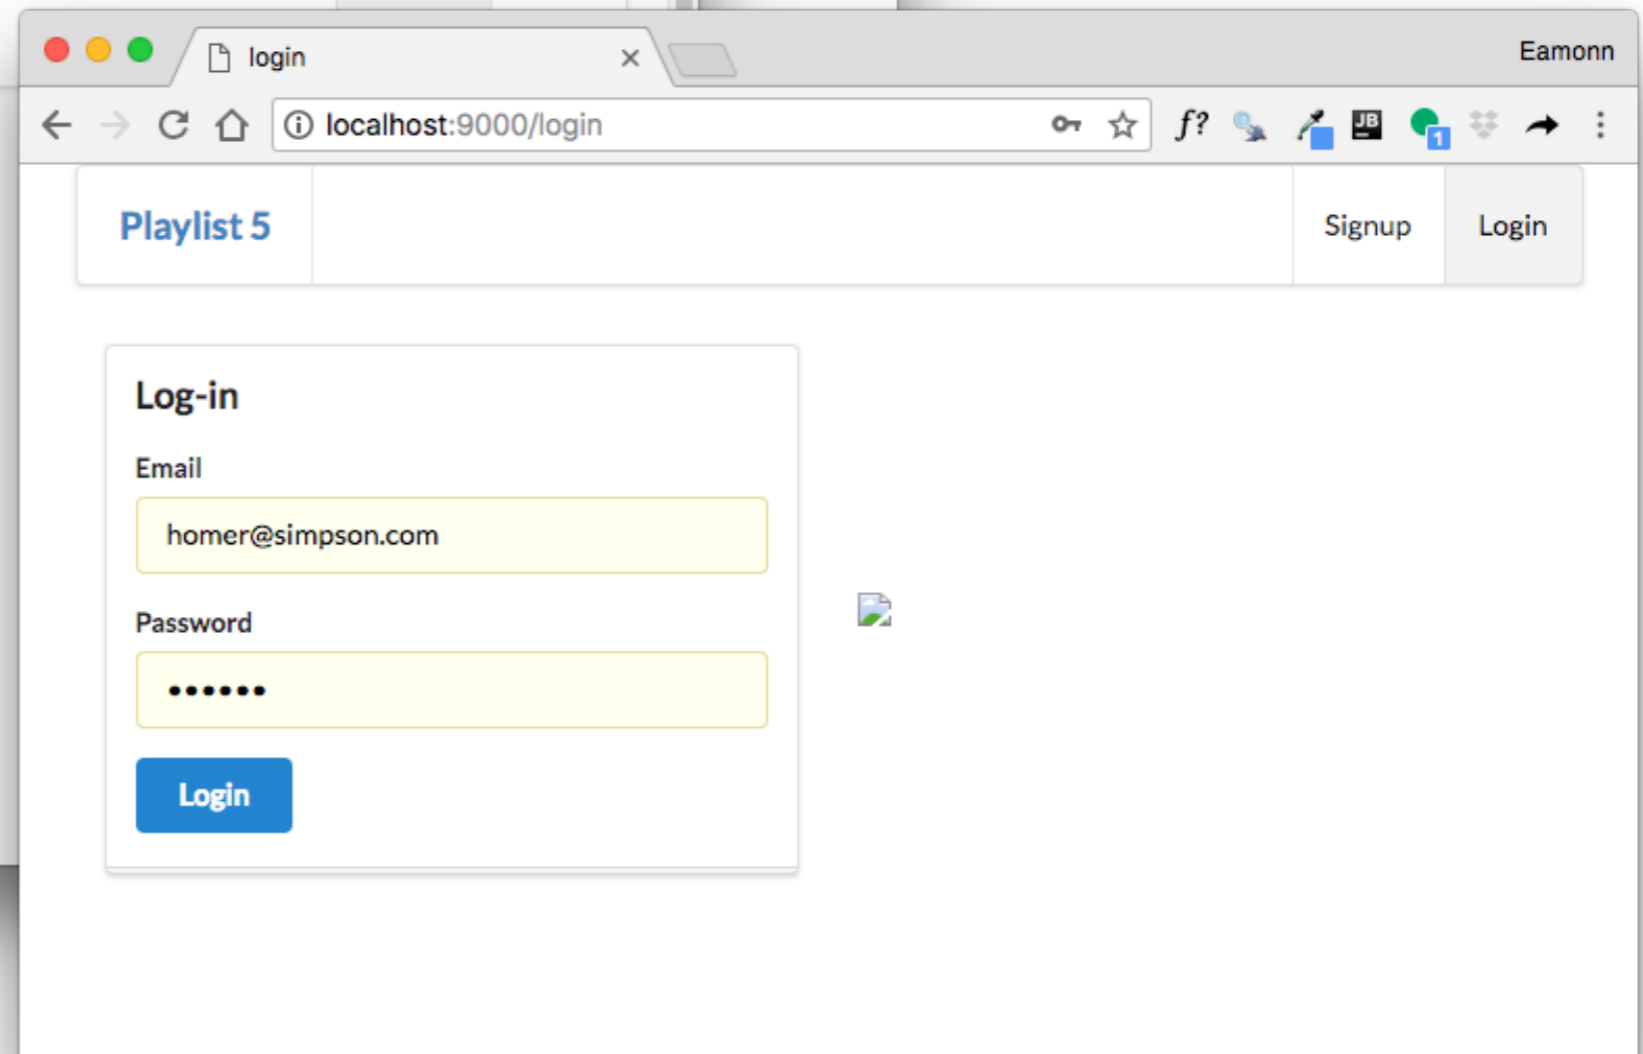 login
Eamonn
localhost:9000/login
f?
JB
1
Playlist 5
Signup
Login
Log-in
Email
homer@simpson.com
Password
••••••
Login